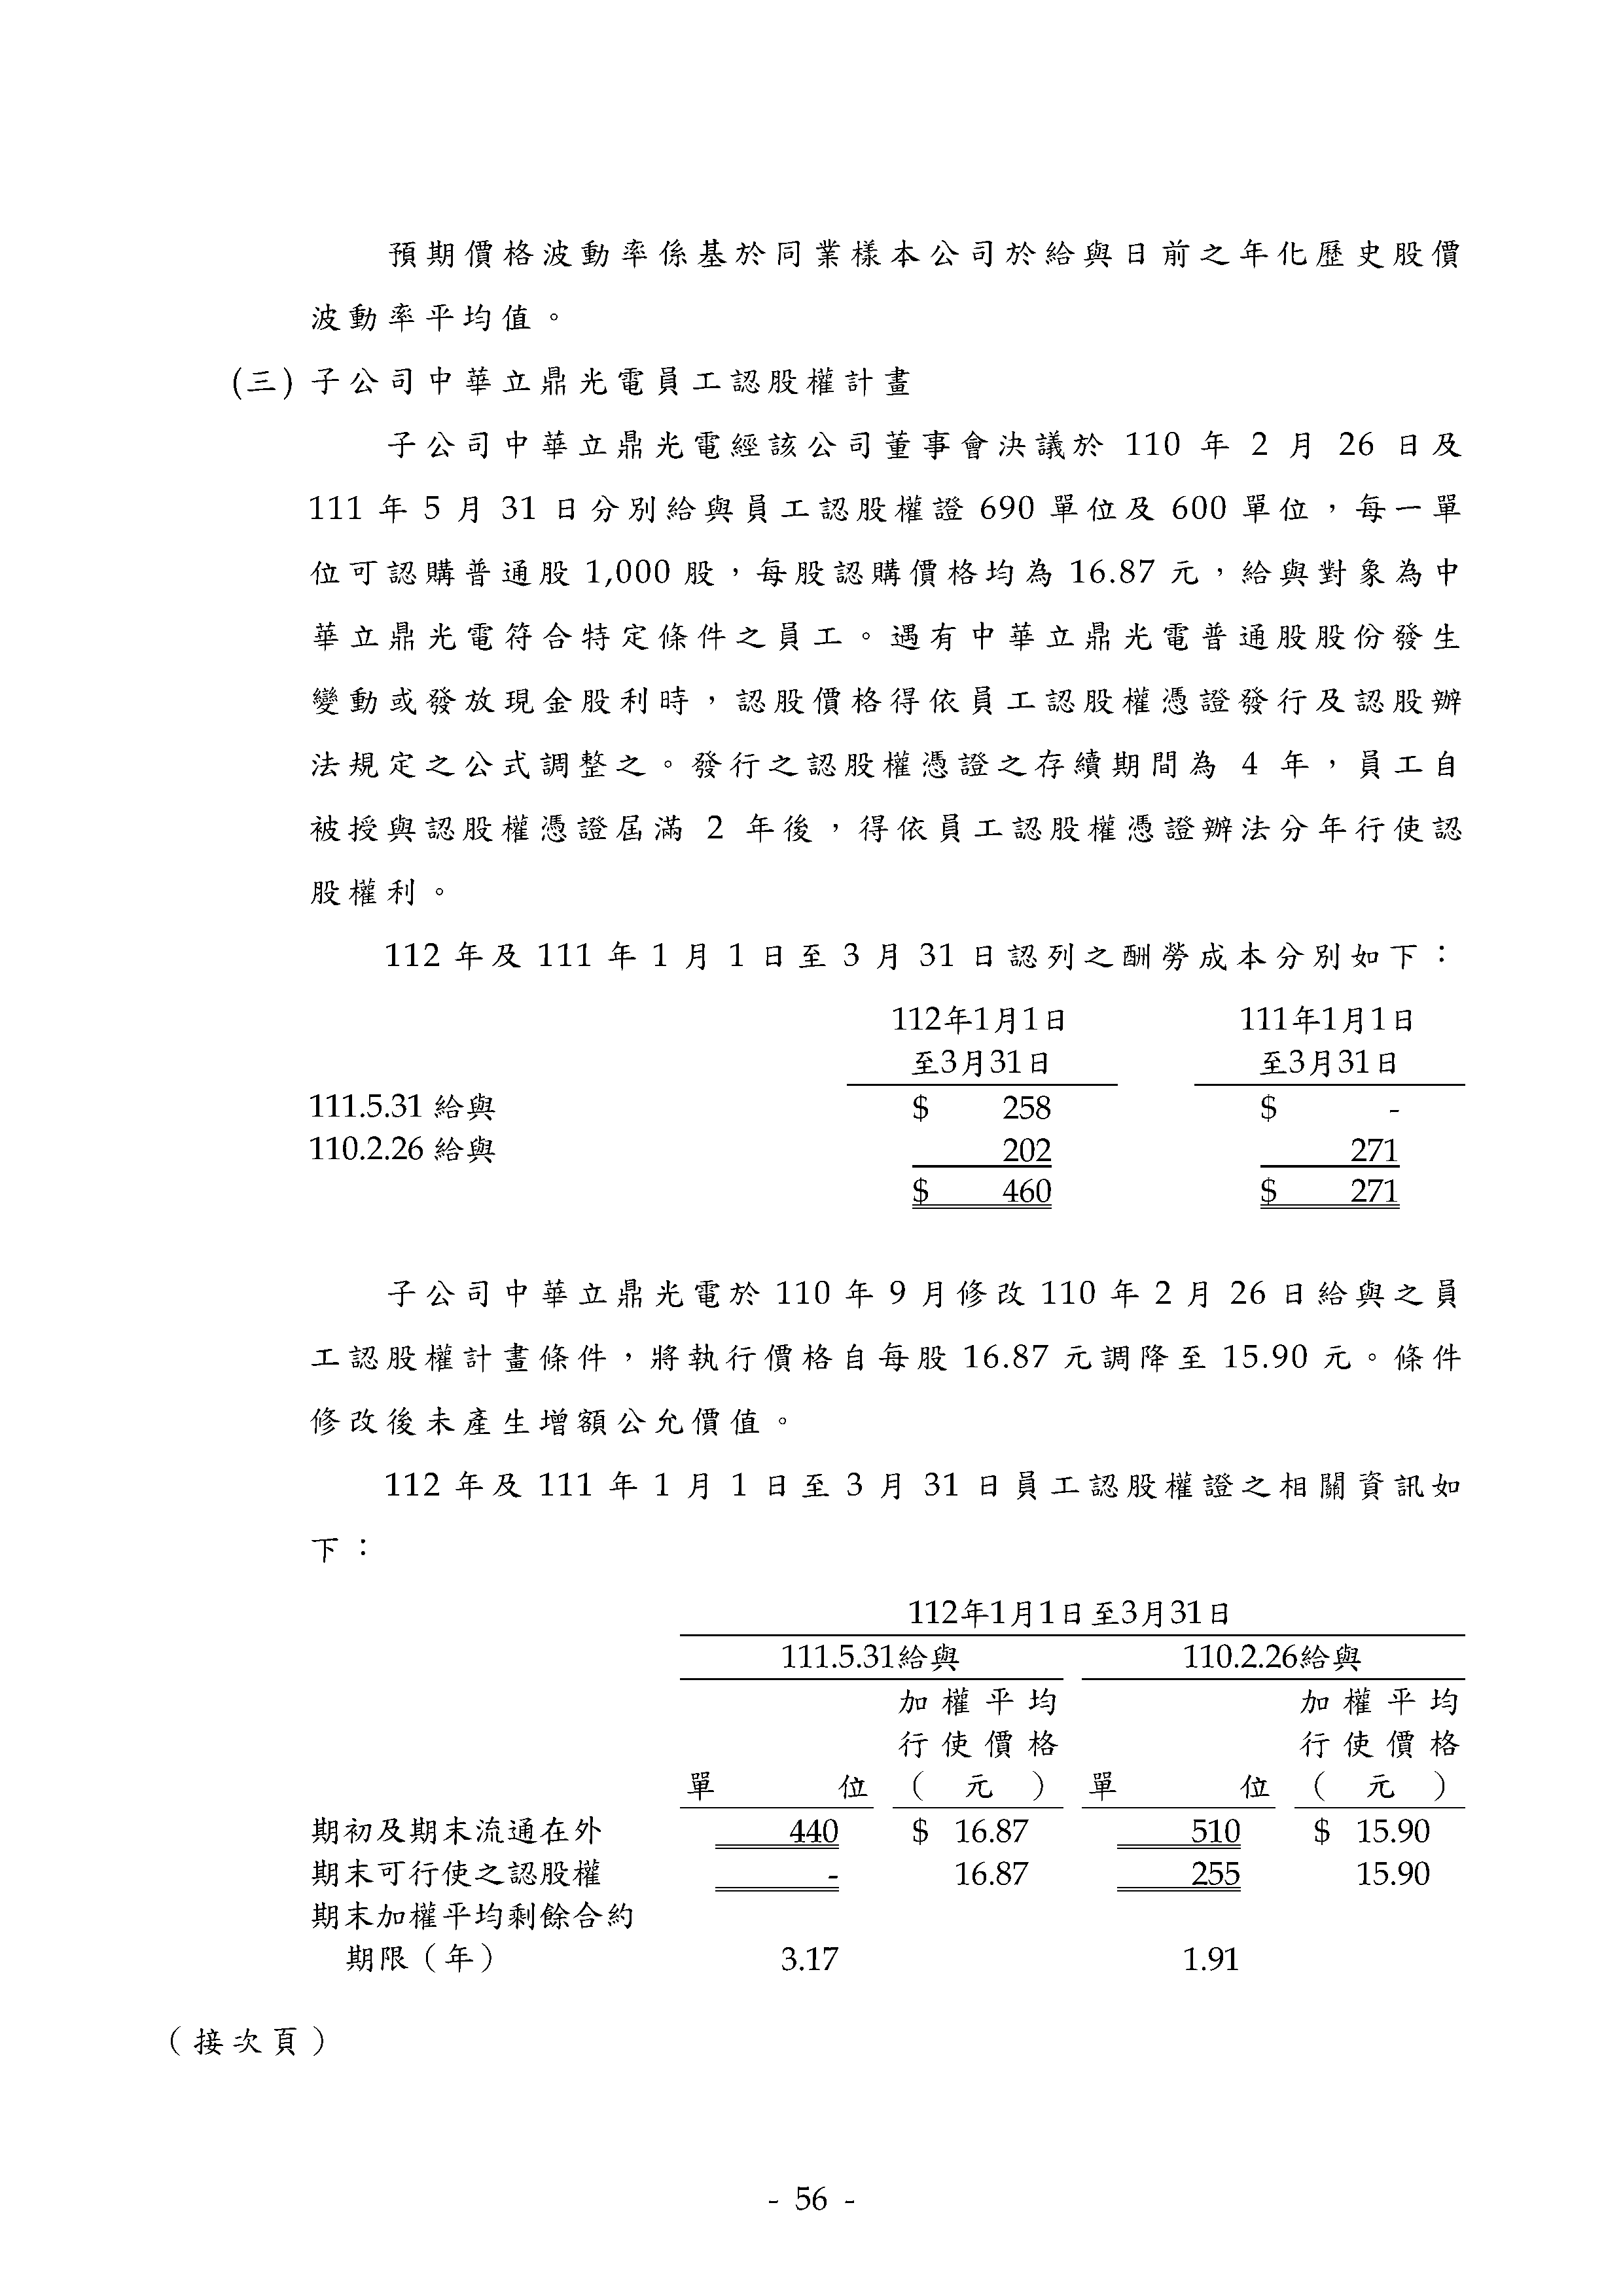 預期價格波動率係基於同業樣本公司於給與日前之年化歷史股價
波動率平均值。
(三) 子公司中華立鼎光電員工認股權計畫
子公司中華立鼎光電經該公司董事會決議於 110 年 2 月 26 日及
111 年 5 月 31 日分別給與員工認股權證 690 單位及 600 單位，每一單
位可認購普通股 1,000 股，每股認購價格均為 16.87 元，給與對象為中
華立鼎光電符合特定條件之員工。遇有中華立鼎光電普通股股份發生
變動或發放現金股利時，認股價格得依員工認股權憑證發行及認股辦
法規定之公式調整之。發行之認股權憑證之存續期間為 4 年，員工自
被授與認股權憑證屆滿 2 年後，得依員工認股權憑證辦法分年行使認
股權利。
112 年及 111 年 1 月 1 日至 3 月 31 日認列之酬勞成本分別如下：
112年1月1日 111年1月1日
至3月31日 至3月31日
111.5.31 給與 $ 258 $ -
110.2.26 給與 202 271
$ 460 $ 271
子公司中華立鼎光電於 110 年 9 月修改 110 年 2 月 26 日給與之員
工認股權計畫條件，將執行價格自每股 16.87 元調降至 15.90 元。條件
修改後未產生增額公允價值。
112 年及 111 年 1 月 1 日至 3 月 31 日員工認股權證之相關資訊如
下：
112年1月1日至3月31日
111.5.31給與 110.2.26給與
加權平均 加權平均
行使價格 行使價格
單 位 （ 元 ） 單 位 （ 元 ）
期初及期末流通在外 440 $ 16.87 510 $ 15.90
期末可行使之認股權 - 16.87 255 15.90
期末加權平均剩餘合約
期限（年） 3.17 1.91
（接次頁）
- 56 -